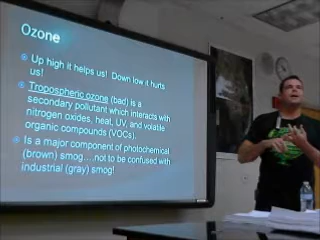 Ozone
Up high it helps us! Down low it hurts
us!
Tropospheric ozone (bad) is a
secondary pollutant which interacts with
nitrogen oxides, heat, UV, and volatile
organic compounds (VOCs).
Is a major component of photochemical
(brown) smog….not to be confused with
industrial (gray) smog!